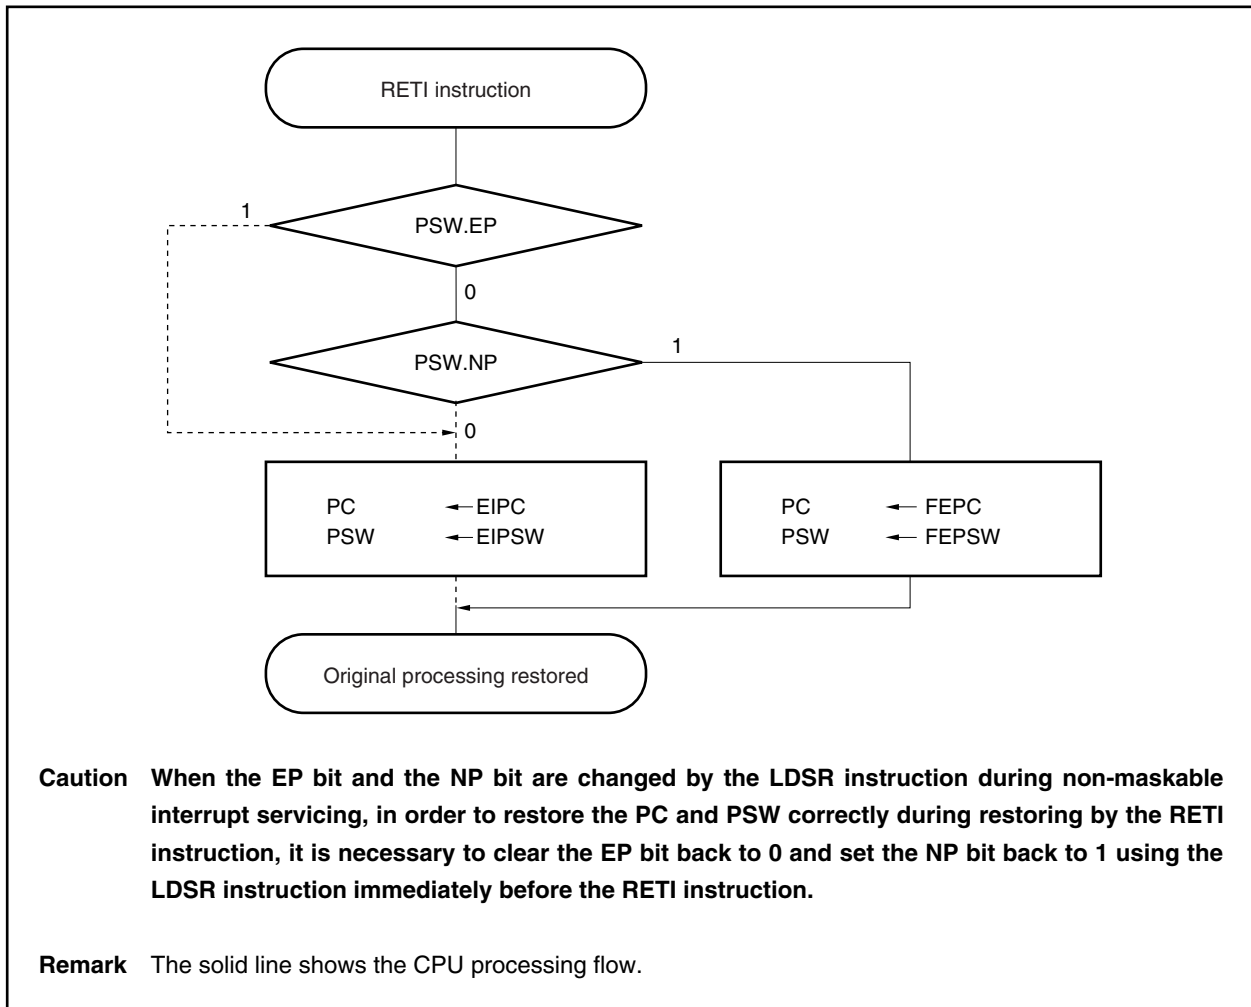 RETI instruction
1
PSW.EP
0
PSW.NP
1
0
PC ← EIPC
PSW ← EIPSW
PC ← FEPC
PSW ← FEPSW
Original processing restored
Caution When the EP bit and the NP bit are changed by the LDSR instruction during non-maskable
interrupt servicing, in order to restore the PC and PSW correctly during restoring by the RETI
instruction, it is necessary to clear the EP bit back to 0 and set the NP bit back to 1 using the
LDSR instruction immediately before the RETI instruction.
Remark The solid line shows the CPU processing flow.